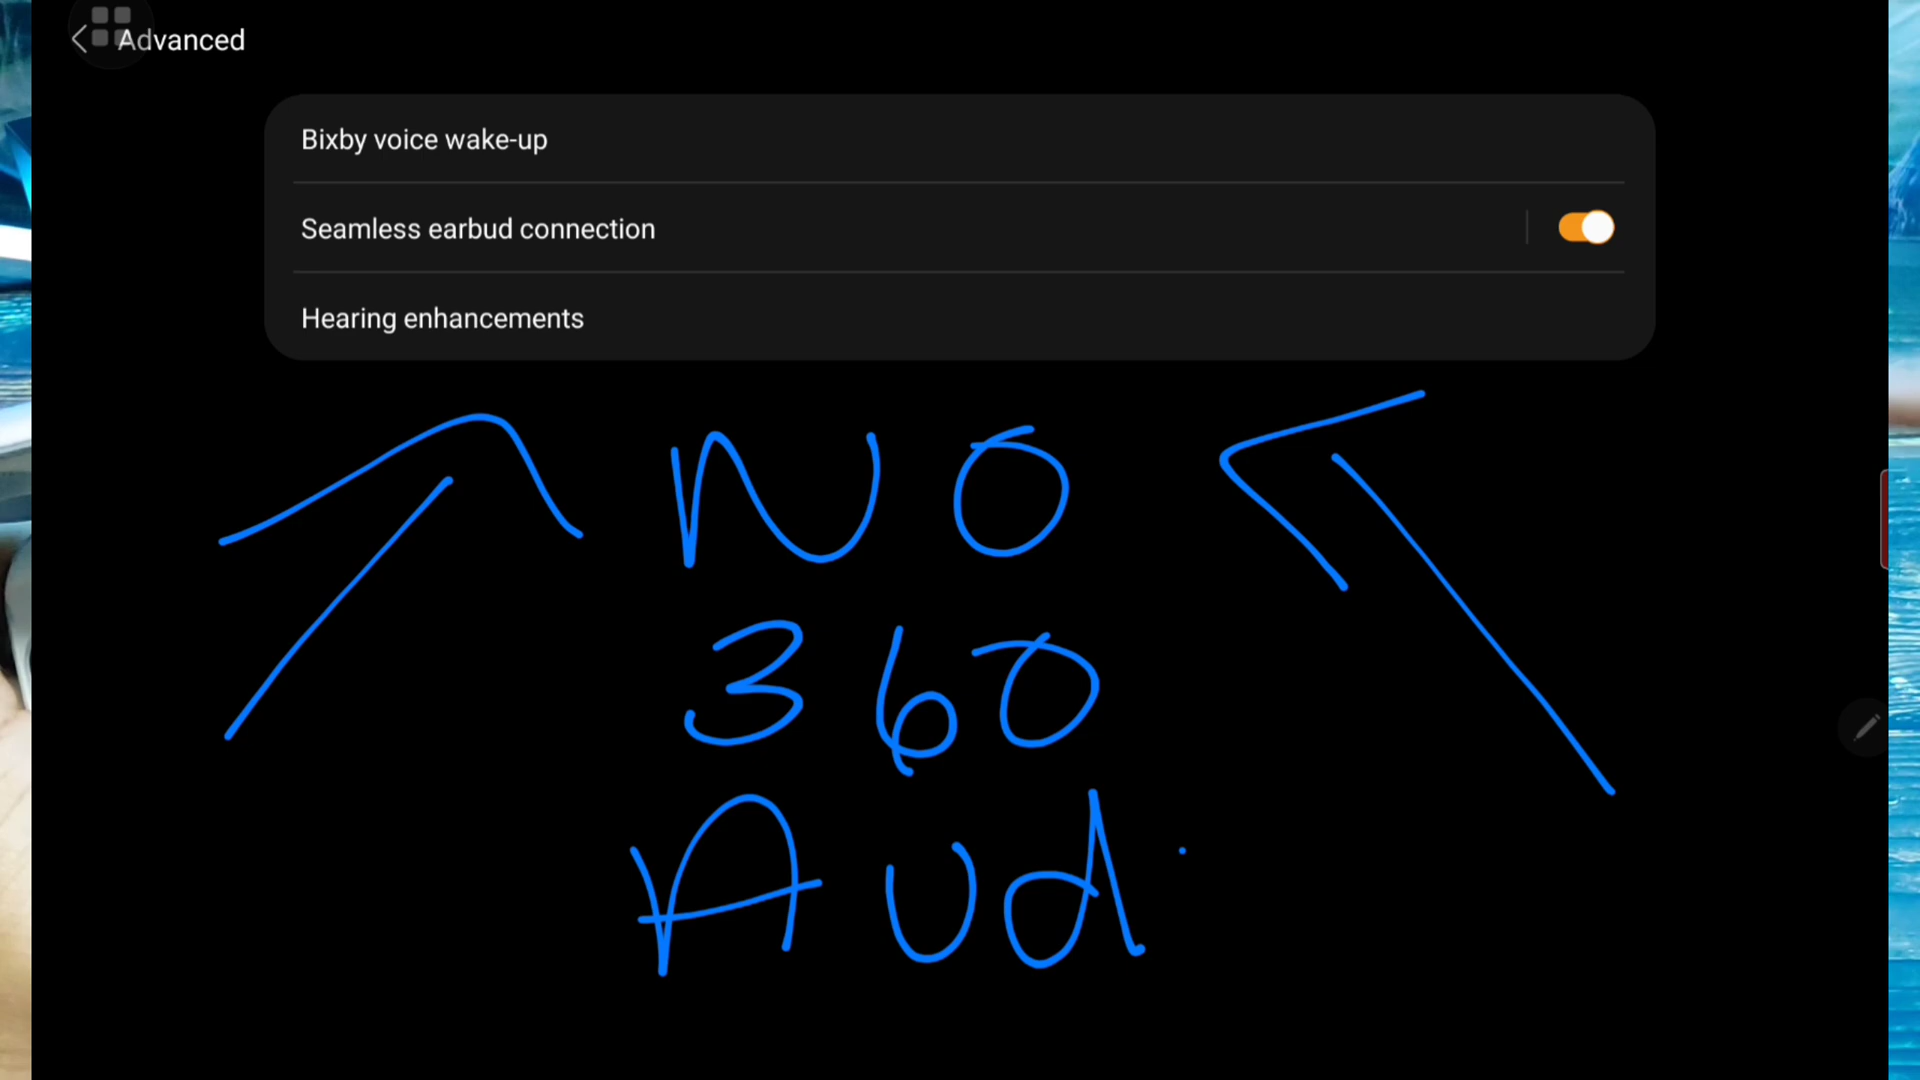 Advanced
Bixby voice wake-up
Seamless earbud connection
Hearing enhancements
NO
360
Aud